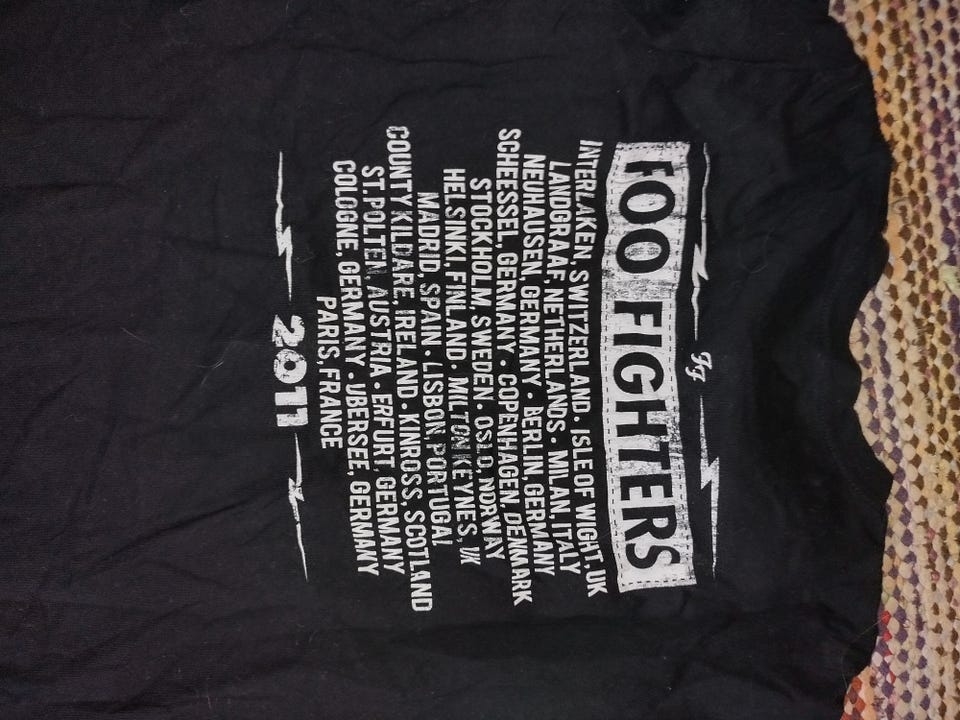 FF
FOO FIGHTERS
INTERLAKEN, SWITZERLAND • ISLE OF WIGHT, UK
LANDGRAAF, NETHERLANDS • MILAN, ITALY
NEUHAUSEN, GERMANY • BERLIN, GERMANY
SCHEESSEL, GERMANY • COPENHAGEN, DENMARK
STOCKHOLM, SWEDEN • OSLO, NORWAY
HELSINKI, FINLAND • MILTON KEYNES, UK
MADRID, SPAIN • LISBON, PORTUGAL
COUNTY KILDARE, IRELAND • KINROSS, SCOTLAND
ST. POLTEN, AUSTRIA • ERFURT, GERMANY
COLOGNE, GERMANY • UBERSEE, GERMANY
PARIS, FRANCE
2011